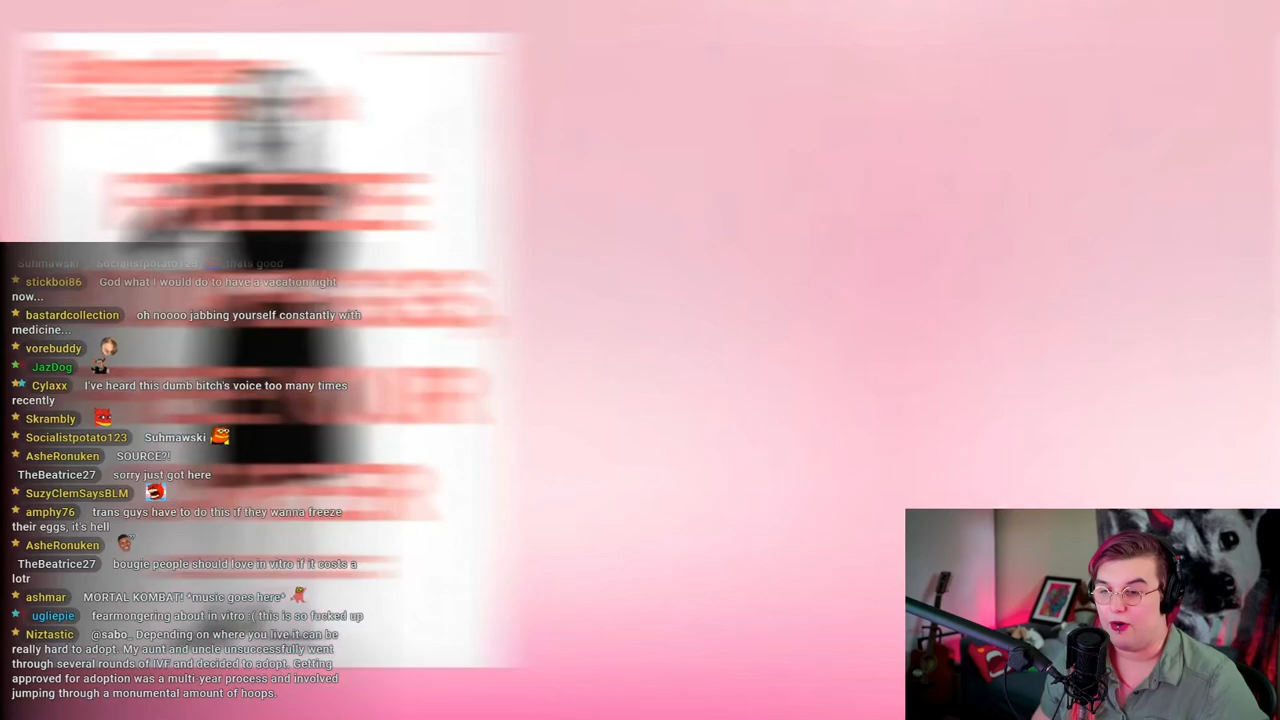 Suhmawski Socialistpotato123 thats good
stickboi86 God what I would do to have a vacation right
now...
bastardcollection oh noooo jabbing yourself constantly with
medicine...
vorebuddy
JazDog
Cylaxx I've heard this dumb bitch's voice too many times
recently
Skrambly
Socialistpotato123 Suhmawski
AsheRonuken SOURCE?!
TheBeatrice27 sorry just got here
SuzyClemSaysBLM
amphy76 trans guys have to do this if they wanna freeze
their eggs, it's hell
AsheRonuken
TheBeatrice27 bougie people should love in vitro if it costs a
lotr
ashmar MORTAL KOMBAT! *music goes here*
ugliepie fearmongering about in vitro :( this is so fucked up
Niztastic @sabo_ Depending on where you live it can be
really hard to adopt. My aunt and uncle unsuccessfully went
through several rounds of IVF and decided to adopt. Getting
approved for adoption was a multi-year process and involved
jumping through a monumental amount of hoops.